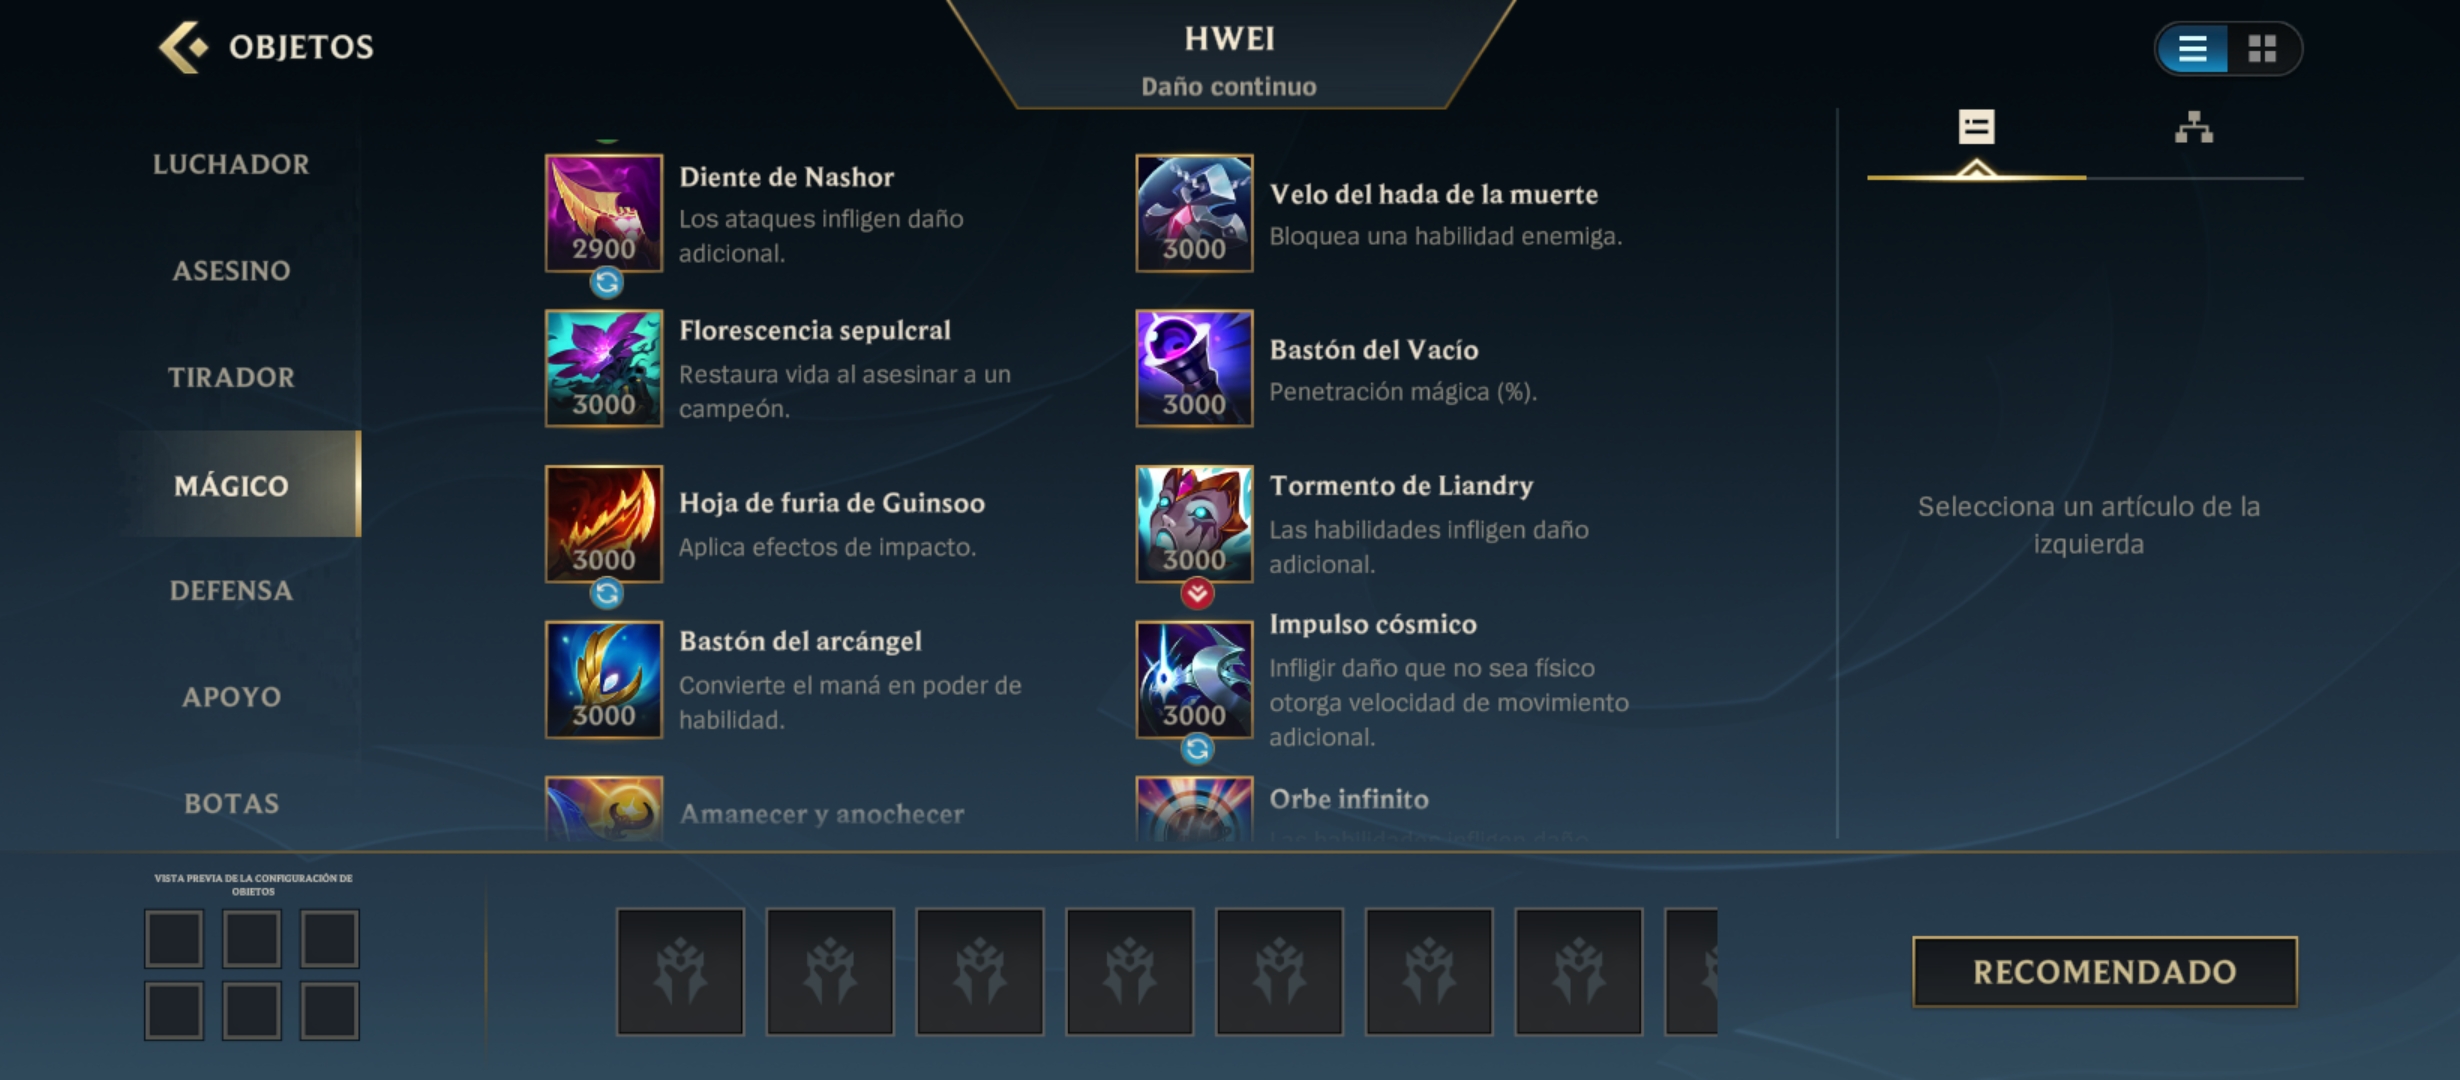 OBJETOS
HWEI
Daño continuo
LUCHADOR
ASESINO
TIRADOR
MÁGICO
DEFENSA
APOYO
BOTAS
2900
Diente de Nashor
Los ataques infligen daño
adicional.
3000
Velo del hada de la muerte
Bloquea una habilidad enemiga.
3000
Florescencia sepulcral
Restaura vida al asesinar a un
campeón.
3000
Bastón del Vacío
Penetración mágica (%).
3000
Hoja de furia de Guinsoo
Aplica efectos de impacto.
3000
Tormento de Liandry
Las habilidades infligen daño
adicional.
3000
Bastón del arcángel
Convierte el maná en poder de
habilidad.
3000
Impulso cósmico
Infligir daño que no sea físico
otorga velocidad de movimiento
adicional.
Amanecer y anochecer
Orbe infinito
Las habilidades infligen daño
Selecciona un artículo de la
izquierda
VISTA PREVIA DE LA CONFIGURACIÓN DE
OBJETOS
RECOMENDADO